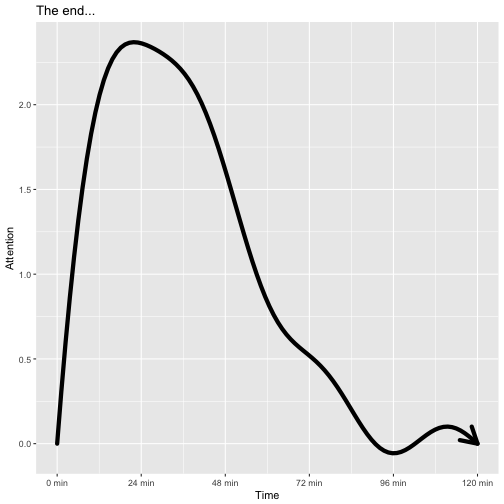 The end...
Attention
2.0
1.5
1.0
0.5
0.0
0 min
24 min
48 min
72 min
96 min
120 min
Time